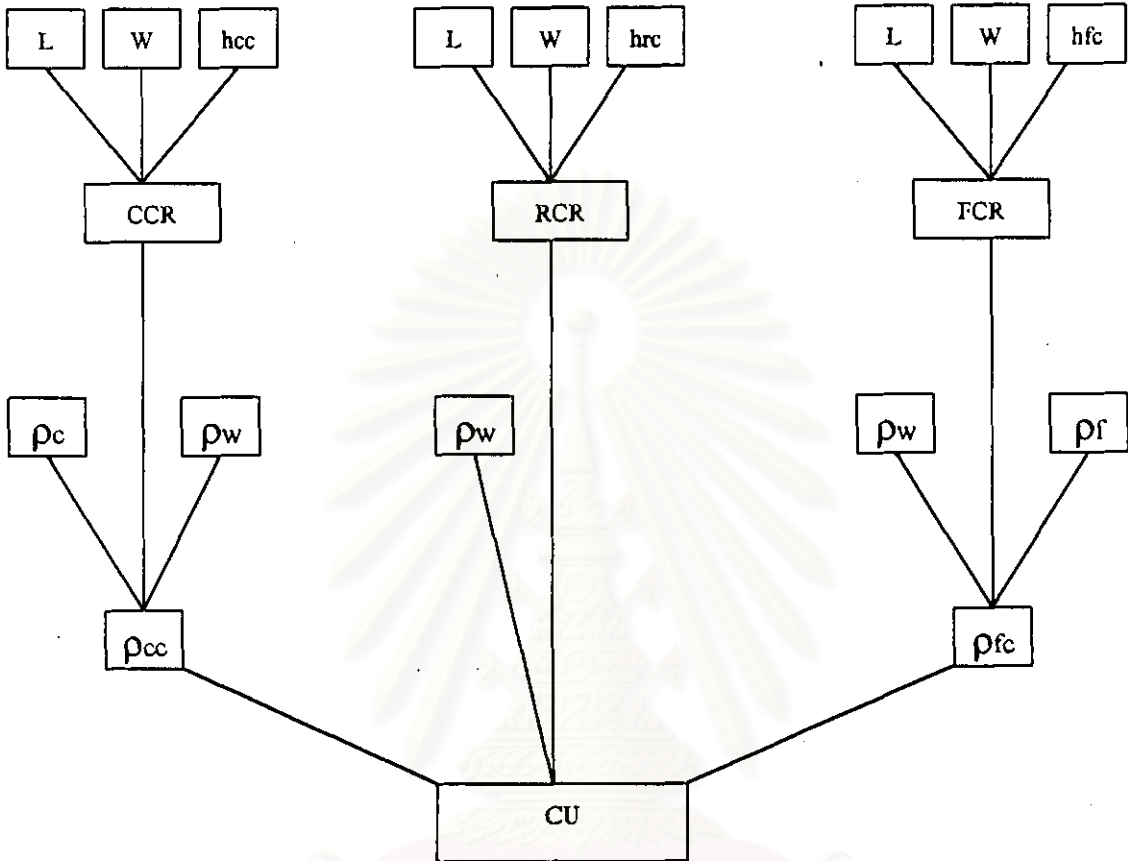 L W hcc L W hrc L W hfc
CCR RCR FCR
ρc ρw ρw ρw ρf
ρcc ρfc
CU